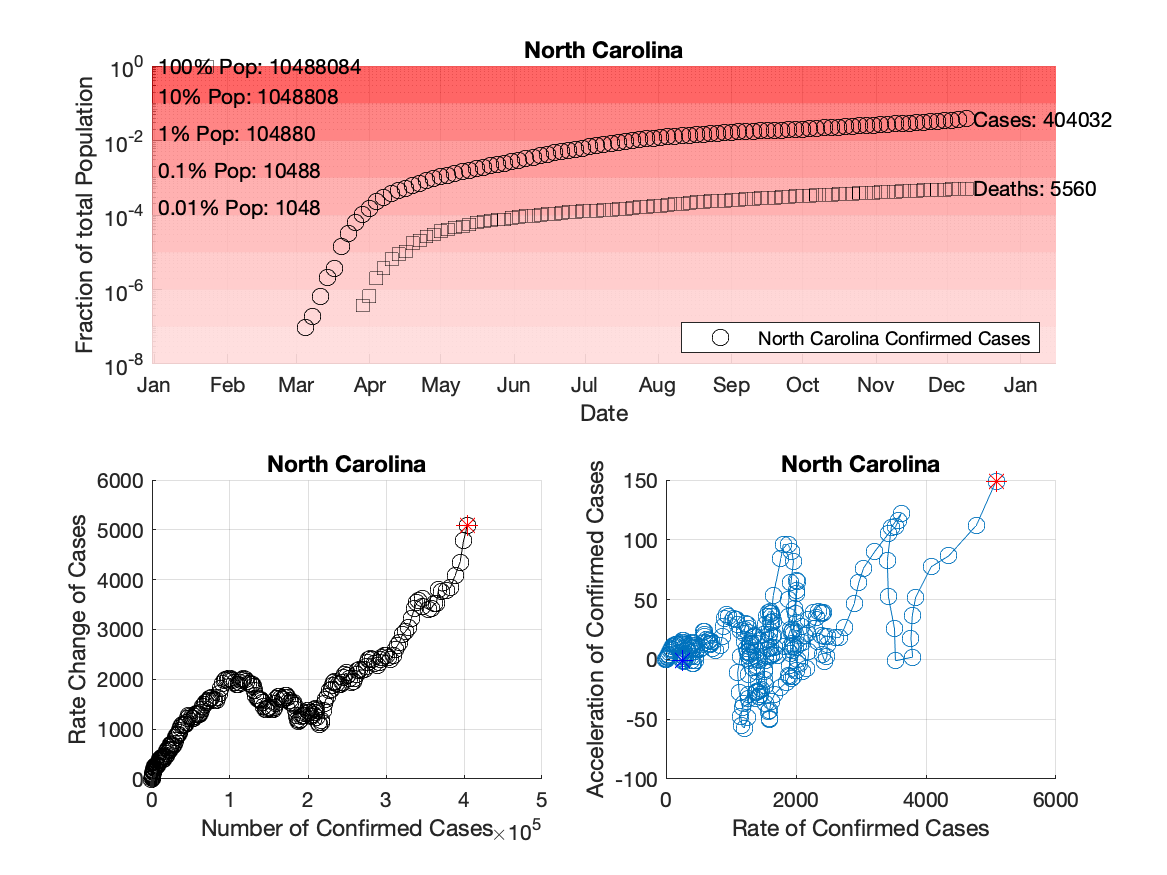 North Carolina
Fraction of total Population
10^0
10^-2
10^-4
10^-6
10^-8
100% Pop: 10488084
10% Pop: 1048808
1% Pop: 104880
0.1% Pop: 10488
0.01% Pop: 1048
Cases: 404032
Deaths: 5560
North Carolina Confirmed Cases
Jan Feb Mar Apr May Jun Jul Aug Sep Oct Nov Dec Jan
Date
North Carolina
Rate Change of Cases
6000
5000
4000
3000
2000
1000
0
0 1 2 3 4 5
Number of Confirmed Cases ×10^5
North Carolina
Acceleration of Confirmed Cases
150
100
50
0
-50
-100
0 2000 4000 6000
Rate of Confirmed Cases